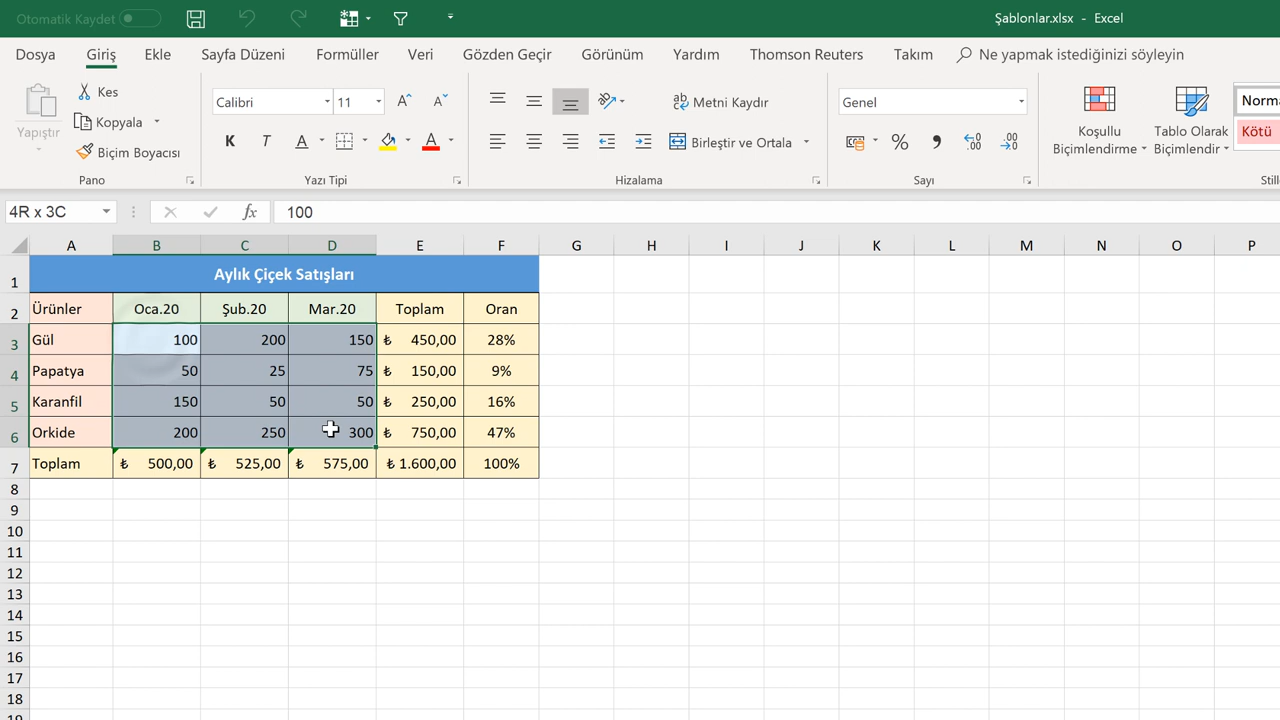 Otomatik Kaydet
Şablonlar.xlsx - Excel
Dosya Giriş Ekle Sayfa Düzeni Formüller Veri Gözden Geçir Görünüm Yardım Thomson Reuters Takım Ne yapmak istediğinizi söyleyin
Yapıştır
Kes
Kopyala
Biçim Boyacısı
Pano
Calibri 11
K T A A
Yazı Tipi
Metni Kaydır
Birleştir ve Ortala
Hizalama
Genel
% ,
Sayı
Koşullu
Biçimlendirme
Tablo Olarak
Biçimlendir
Kötü
4R x 3C fx 100
A B C D E F G H I J K L M N O P
1 Aylık Çiçek Satışları
2 Ürünler Oca.20 Şub.20 Mar.20 Toplam Oran
3 Gül 100 200 150 ₺ 450,00 28%
4 Papatya 50 25 75 ₺ 150,00 9%
5 Karanfil 150 50 50 ₺ 250,00 16%
6 Orkide 200 250 300 ₺ 750,00 47%
7 Toplam ₺ 500,00 ₺ 525,00 ₺ 575,00 ₺ 1.600,00 100%
8
9
10
11
12
13
14
15
16
17
18
19